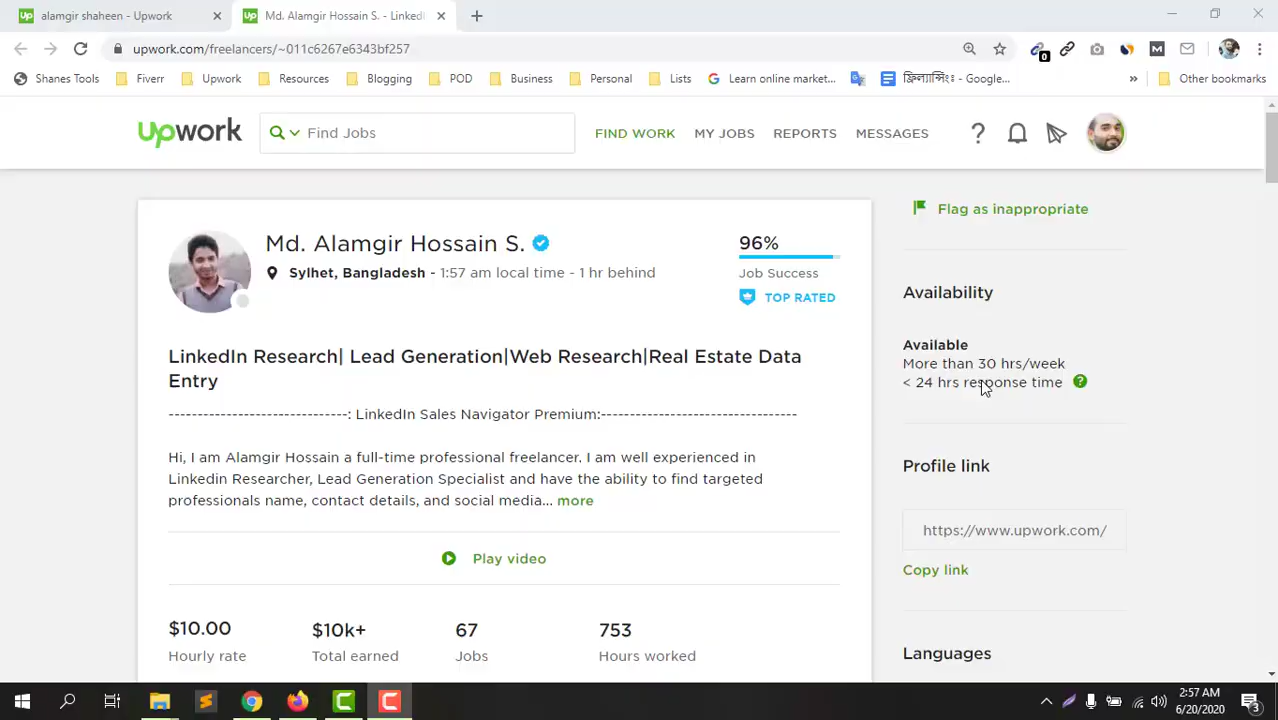 alamgir shaheen - Upwork
Md. Alamgir Hossain S. - LinkedI
upwork.com/freelancers/~011c6267e6343bf257
0
M
Shanes Tools
Fiverr
Upwork
Resources
Blogging
POD
Business
Personal
Lists
Learn online market...
ফ্রিল্যান্সিংঃ - Google...
»
Other bookmarks
upwork
Find Jobs
FIND WORK
MY JOBS
REPORTS
MESSAGES
?
Flag as inappropriate
Md. Alamgir Hossain S.
Sylhet, Bangladesh - 1:57 am local time - 1 hr behind
96%
Job Success
TOP RATED
LinkedIn Research| Lead Generation|Web Research|Real Estate Data
Entry
-------------------------------: LinkedIn Sales Navigator Premium:----------------------------------
Hi, I am Alamgir Hossain a full-time professional freelancer. I am well experienced in
Linkedin Researcher, Lead Generation Specialist and have the ability to find targeted
professionals name, contact details, and social media... more
Play video
$10.00
Hourly rate
$10k+
Total earned
67
Jobs
753
Hours worked
Availability
Available
More than 30 hrs/week
< 24 hrs response time
?
Profile link
https://www.upwork.com/
Copy link
Languages
2:57 AM
6/20/2020
3